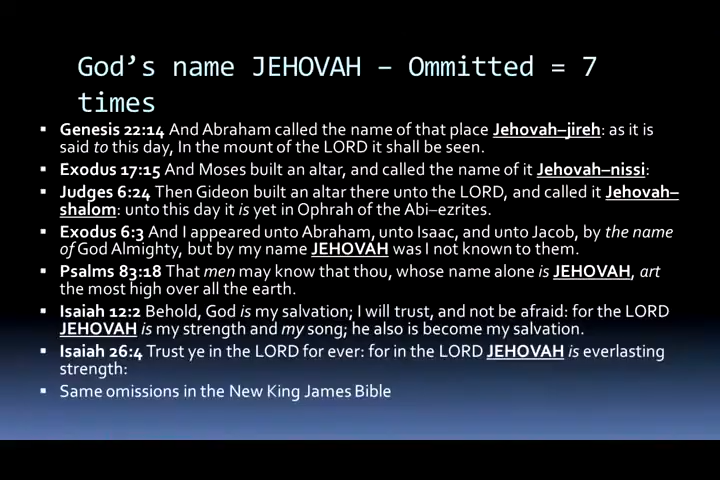 God's name JEHOVAH – Ommitted = 7
times
▪ Genesis 22:14 And Abraham called the name of that place Jehovah–jireh: as it is
said to this day, In the mount of the LORD it shall be seen.
▪ Exodus 17:15 And Moses built an altar, and called the name of it Jehovah–nissi:
▪ Judges 6:24 Then Gideon built an altar there unto the LORD, and called it Jehovah–
shalom: unto this day it is yet in Ophrah of the Abi–ezrites.
▪ Exodus 6:3 And I appeared unto Abraham, unto Isaac, and unto Jacob, by the name
of God Almighty, but by my name JEHOVAH was I not known to them.
▪ Psalms 83:18 That men may know that thou, whose name alone is JEHOVAH, art
the most high over all the earth.
▪ Isaiah 12:2 Behold, God is my salvation; I will trust, and not be afraid: for the LORD
JEHOVAH is my strength and my song; he also is become my salvation.
▪ Isaiah 26:4 Trust ye in the LORD for ever: for in the LORD JEHOVAH is everlasting
strength:
▪ Same omissions in the New King James Bible